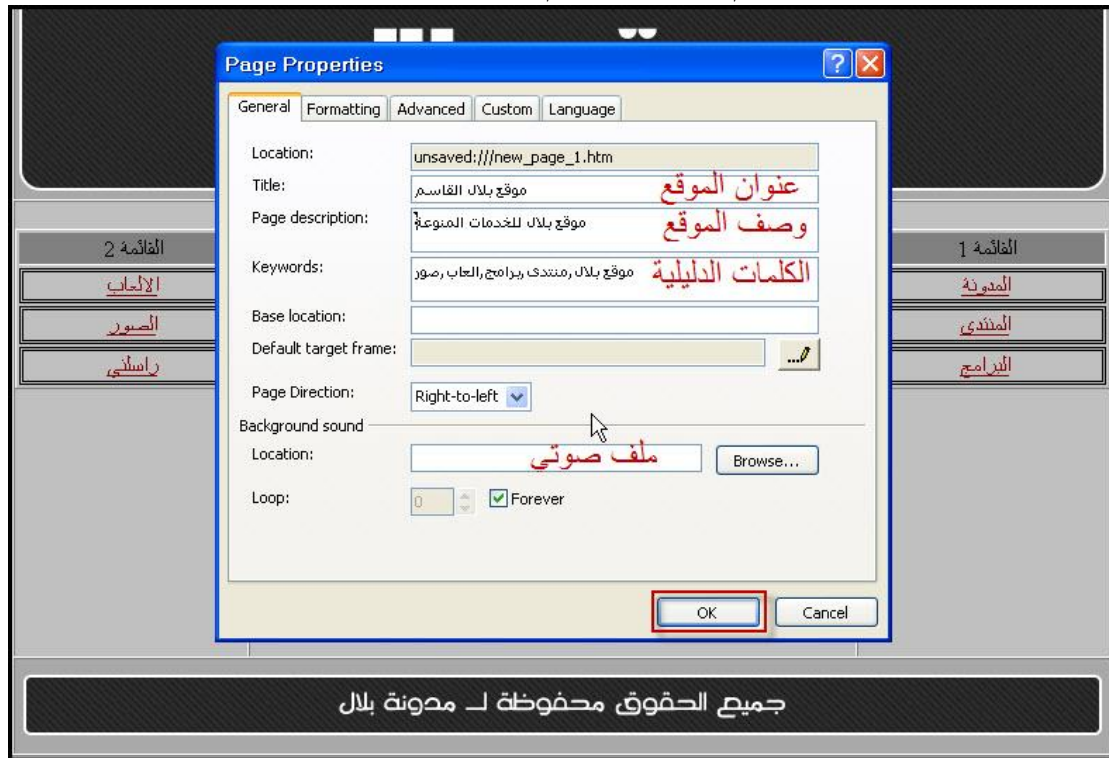 Page Properties
General Formatting Advanced Custom Language
Location: unsaved:///new_page_1.htm
Title: موقع بلال القاسم عنوان الموقع
Page description: موقع بلال للخدمات المنوعة وصف الموقع
Keywords: موقع بلال,منتدى,برامج,العاب,صور الكلمات الدليلية
Base location:
Default target frame:
Page Direction: Right-to-left
Background sound
Location: ملف صوتي Browse...
Loop: 0 Forever
OK Cancel
القائمة 1
المدونة
المنتدى
البرامج
القائمة 2
الالعاب
الصور
راسلني
جميع الحقوق محفوظة لـ مدونة بلال